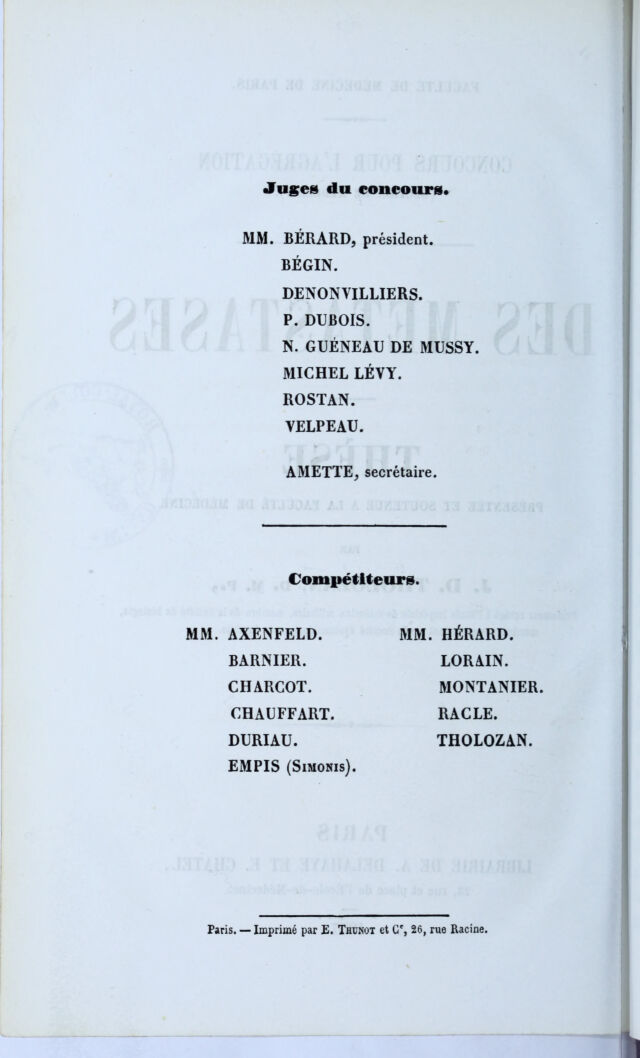 Juges du concours.
MM. BÉRARD, président.
BÉGIN.
DENONVILLIERS.
P. DUBOIS.
N. GUÉNEAU DE MUSSY.
MICHEL LÉVY.
ROSTAN.
VELPEAU.
AMETTE, secrétaire.
Compétiteurs.
MM. AXENFELD. MM. HÉRARD.
BARNIER. LORAIN.
CHARCOT. MONTANIER.
CHAUFFART. RACLE.
DURIAU. THOLOZAN.
EMPIS (SIMONIS).
Paris. — Imprimé par E. THUNOT et Cᵉ, 26, rue Racine.